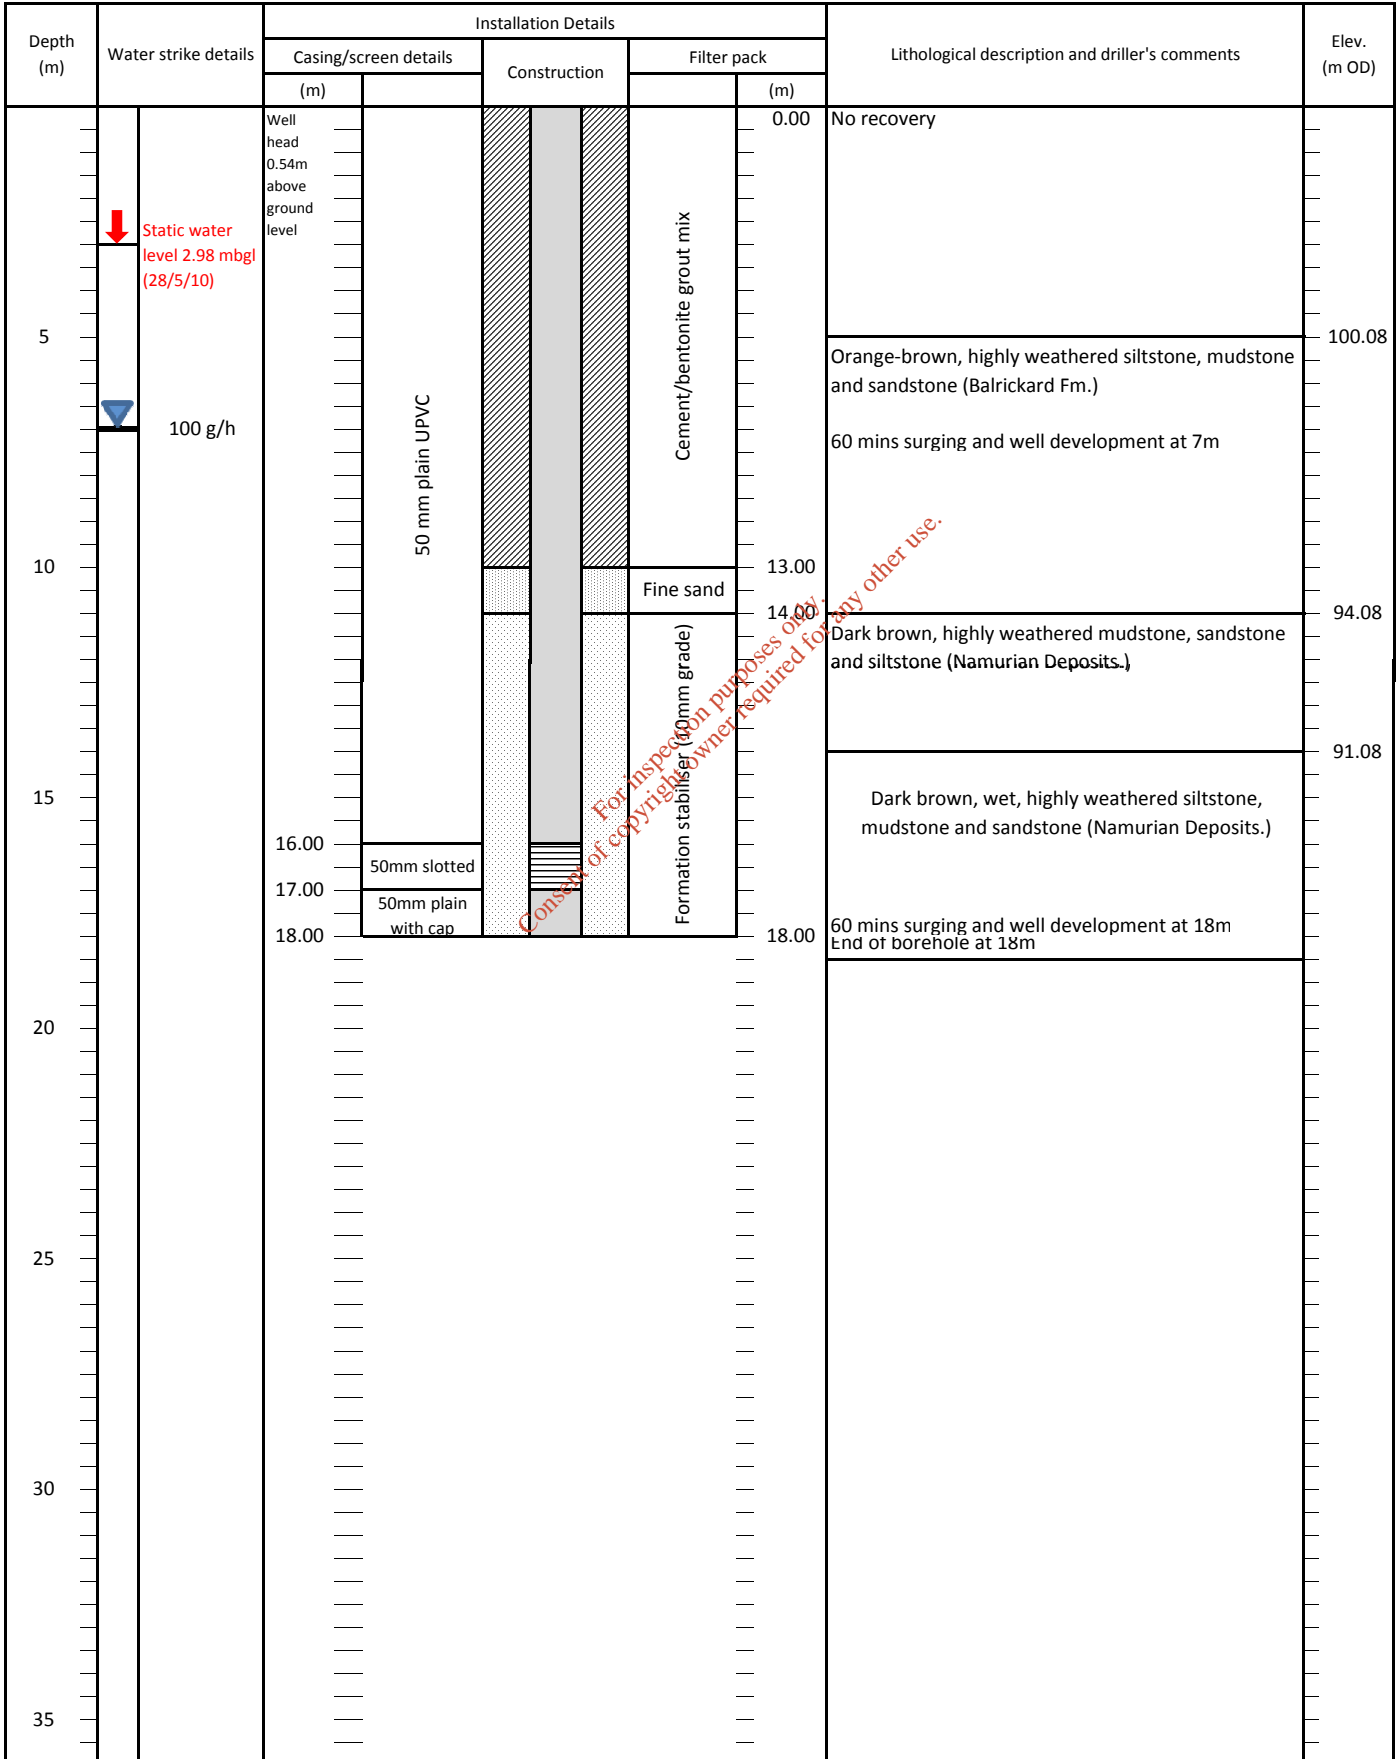 Depth
(m)
Water strike details
Installation Details
Casing/screen details
Construction
Filter pack
(m)
(m)
Lithological description and driller's comments
Elev.
(m OD)
Well
head
0.54m
above
ground
level
0.00
No recovery
Static water
level 2.98 mbgl
(28/5/10)
Cement/bentonite grout mix
5
100.08
Orange-brown, highly weathered siltstone, mudstone
and sandstone (Balrickard Fm.)
100 g/h
60 mins surging and well development at 7m
50 mm plain UPVC
10
13.00
Fine sand
14.00
94.08
Dark brown, highly weathered mudstone, sandstone
and siltstone (Namurian Deposits.)
Formation stabiliser (10mm grade)
91.08
15
Dark brown, wet, highly weathered siltstone,
mudstone and sandstone (Namurian Deposits.)
16.00
50mm slotted
17.00
50mm plain
with cap
18.00
18.00
60 mins surging and well development at 18m
End of borehole at 18m
For inspection purposes only.
Consent of copyright owner required for any other use.
20
25
30
35